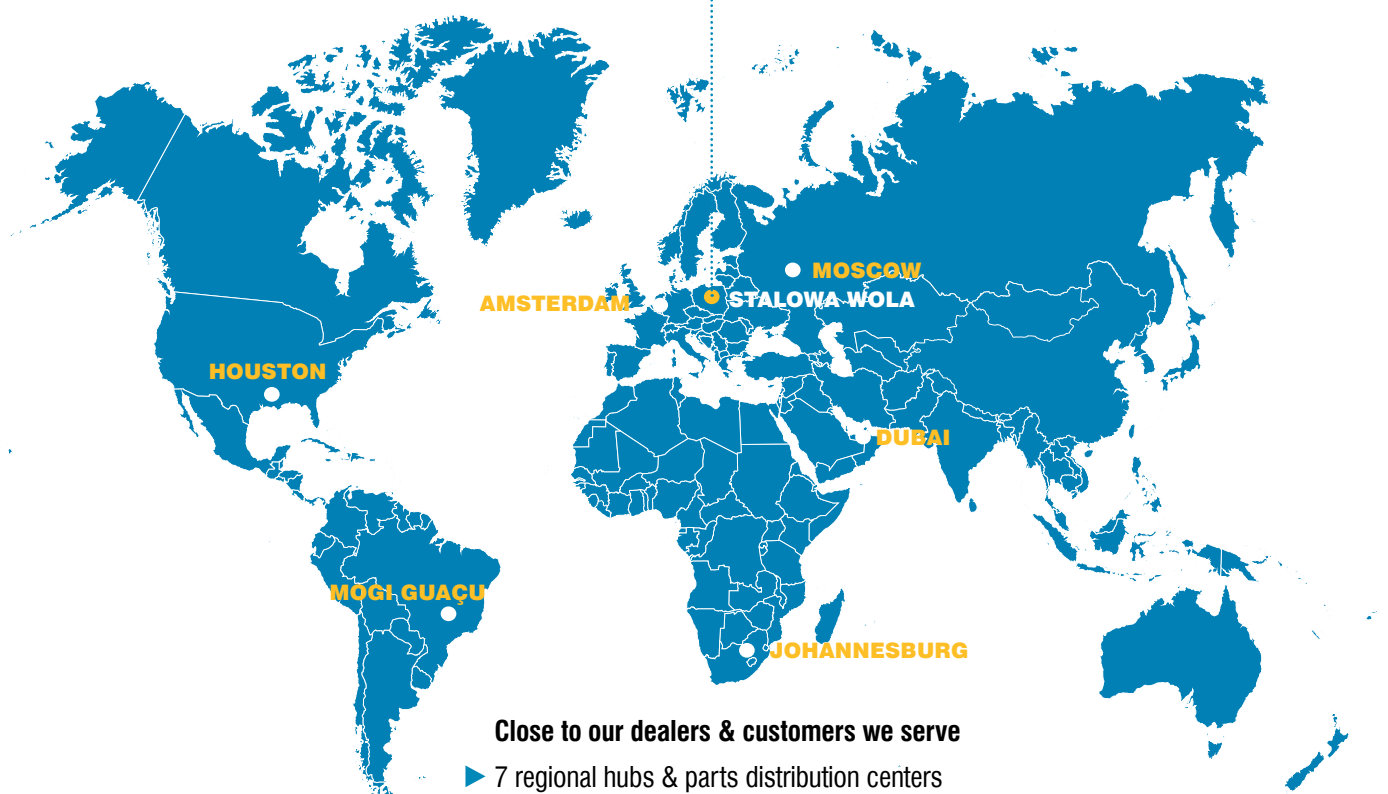 MOSCOW
STALOWA WOLA
AMSTERDAM
HOUSTON
DUBAI
MOGI GUAÇU
JOHANNESBURG
Close to our dealers & customers we serve
7 regional hubs & parts distribution centers